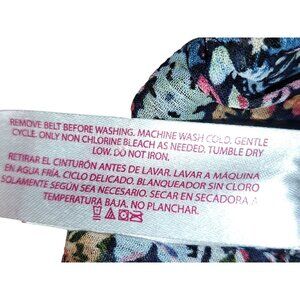 REMOVE BELT BEFORE WASHING. MACHINE WASH COLD, GENTLE
CYCLE. ONLY NON CHLORINE BLEACH AS NEEDED. TUMBLE DRY
LOW. DO NOT IRON.
RETIRAR EL CINTURÓN ANTES DE LAVAR. LAVAR A MÁQUINA
EN AGUA FRÍA, CICLO DELICADO. BLANQUEADOR SIN CLORO
SOLAMENTE SEGÚN SEA NECESARIO. SECAR EN SECADORA A
TEMPERATURA BAJA. NO PLANCHAR.